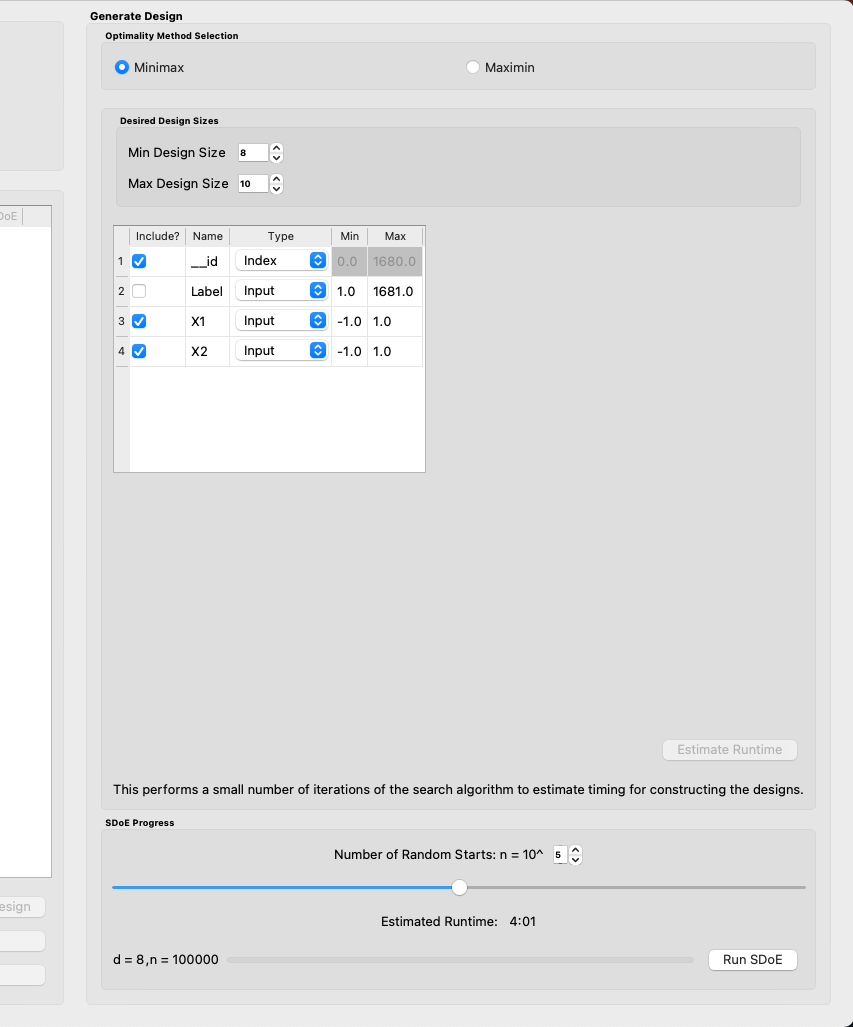 Generate Design
Optimality Method Selection
Minimax Maximin
Desired Design Sizes
Min Design Size 8
Max Design Size 10
Include? Name Type Min Max
1 __id Index 0.0 1680.0
2 Label Input 1.0 1681.0
3 X1 Input -1.0 1.0
4 X2 Input -1.0 1.0
Estimate Runtime
This performs a small number of iterations of the search algorithm to estimate timing for constructing the designs.
SDoE Progress
Number of Random Starts: n = 10^ 5
Estimated Runtime: 4:01
d = 8,n = 100000 Run SDoE